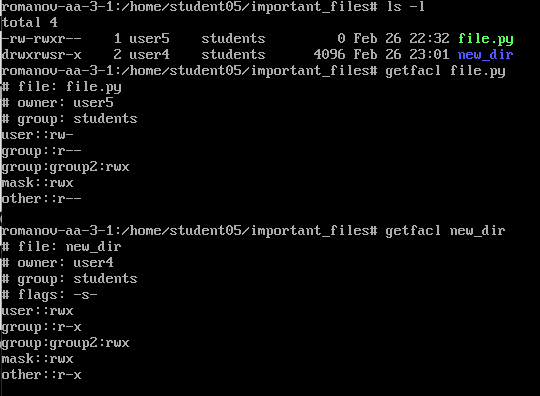 romanov-aa-3-1:/home/student05/important_files# ls -l
total 4
-rw-rwxr-- 1 user5 students 0 Feb 26 22:32 file.py
drwxrwsr-x 2 user4 students 4096 Feb 26 23:01 new_dir
romanov-aa-3-1:/home/student05/important_files# getfacl file.py
# file: file.py
# owner: user5
# group: students
user::rw-
group::r--
group:group2:rwx
mask::rwx
other::r--
romanov-aa-3-1:/home/student05/important_files# getfacl new_dir
# file: new_dir
# owner: user4
# group: students
# flags: -s-
user::rwx
group::r-x
group:group2:rwx
mask::rwx
other::r-x